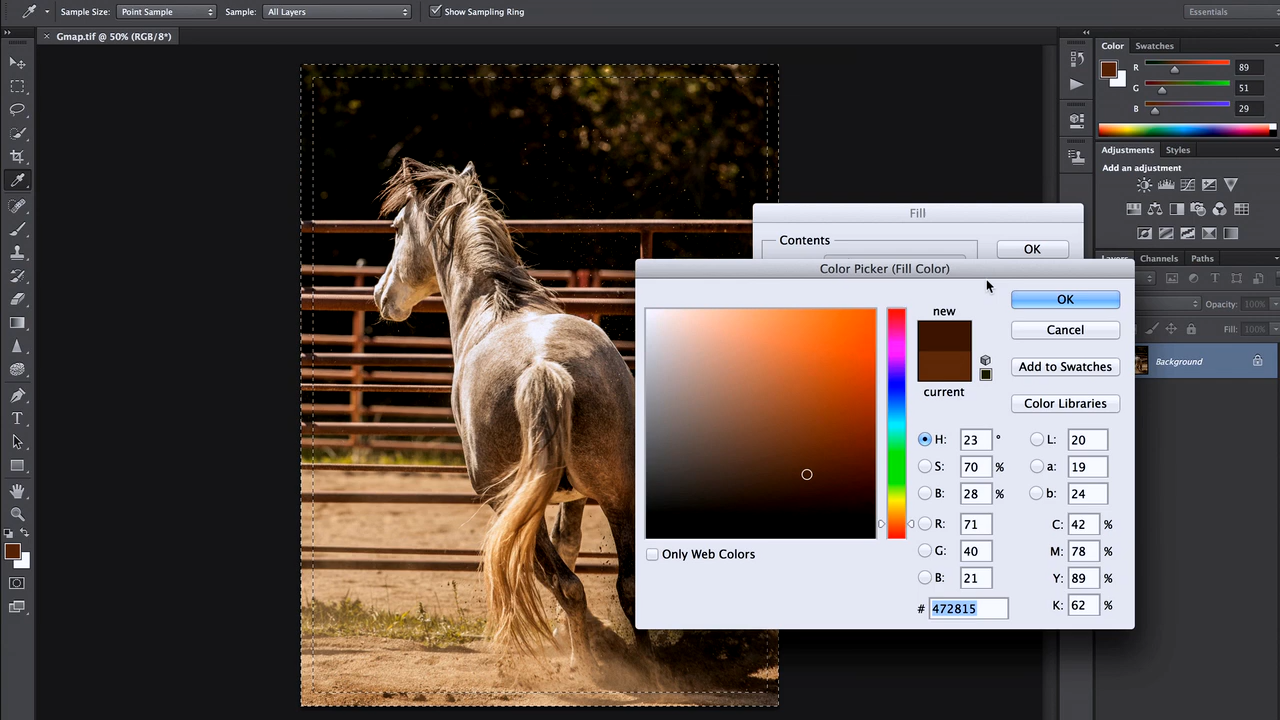 Sample Size: Point Sample Sample: All Layers Show Sampling Ring Essentials
Gmap.tif @ 50% (RGB/8*)
Color Swatches
R 89
G 51
B 29
Adjustments Styles
Add an adjustment
Fill
Contents
OK
Layers Channels Paths
Color Picker (Fill Color)
Opacity: 100%
Fill: 100%
Background
new
current
OK
Cancel
Add to Swatches
Color Libraries
H: 23 °
S: 70 %
B: 28 %
R: 71
G: 40
B: 21
L: 20
a: 19
b: 24
C: 42 %
M: 78 %
Y: 89 %
K: 62 %
Only Web Colors
# 472815